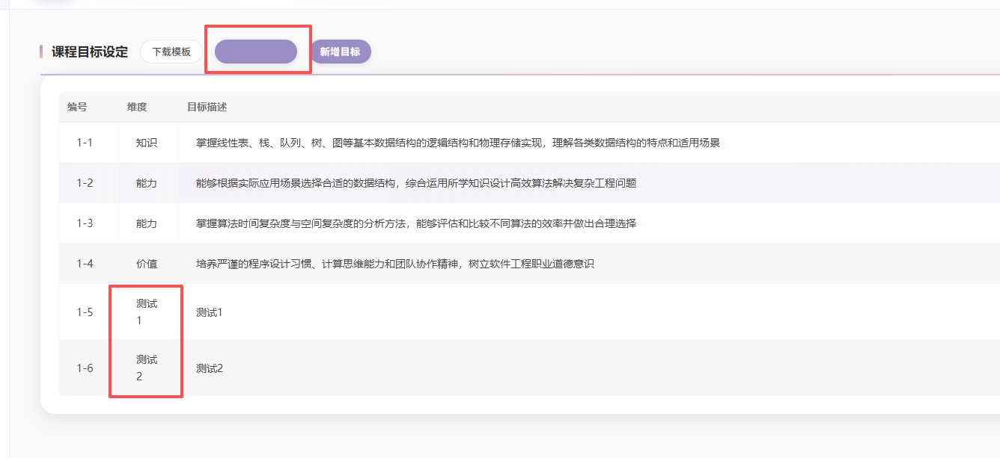 课程目标设定 下载模板 新增目标
编号 维度 目标描述
1-1 知识 掌握线性表、栈、队列、树、图等基本数据结构的逻辑结构和物理存储实现，理解各类数据结构的特点和适用场景
1-2 能力 能够根据实际应用场景选择合适的数据结构，综合运用所学知识设计高效算法解决复杂工程问题
1-3 能力 掌握算法时间复杂度与空间复杂度的分析方法，能够评估和比较不同算法的效率并做出合理选择
1-4 价值 培养严谨的程序设计习惯、计算思维能力和团队协作精神，树立软件工程职业道德意识
1-5 测试
1 测试1
1-6 测试
2 测试2